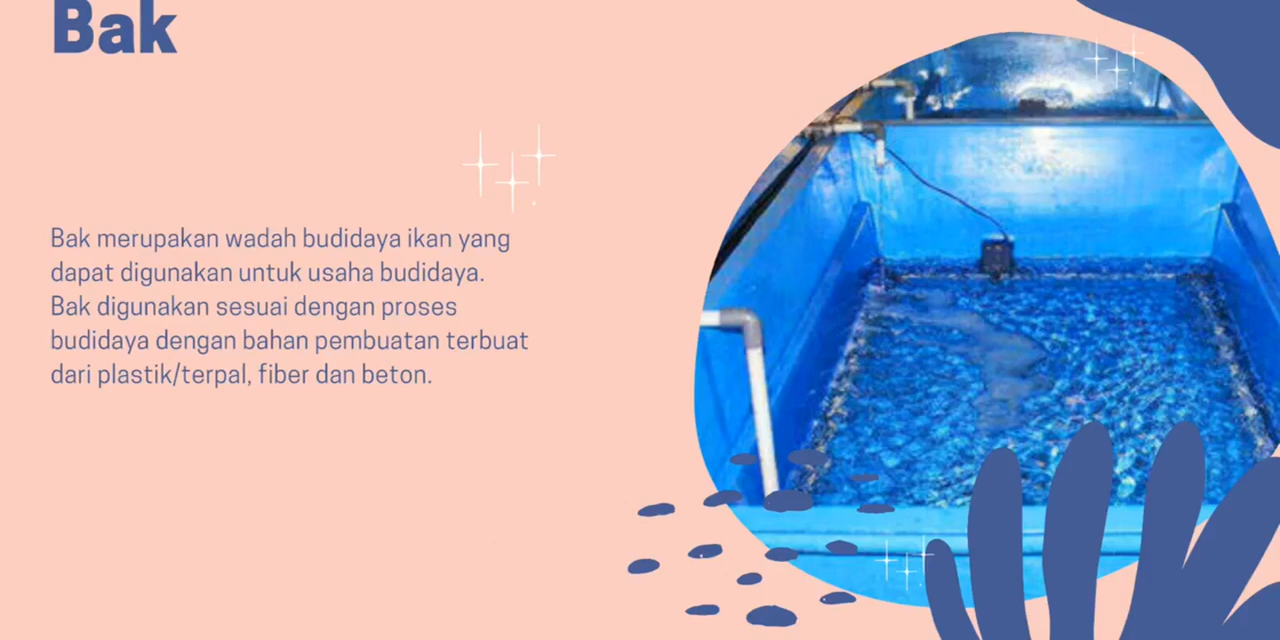 Bak
Bak merupakan wadah budidaya ikan yang
dapat digunakan untuk usaha budidaya.
Bak digunakan sesuai dengan proses
budidaya dengan bahan pembuatan terbuat
dari plastik/terpal, fiber dan beton.